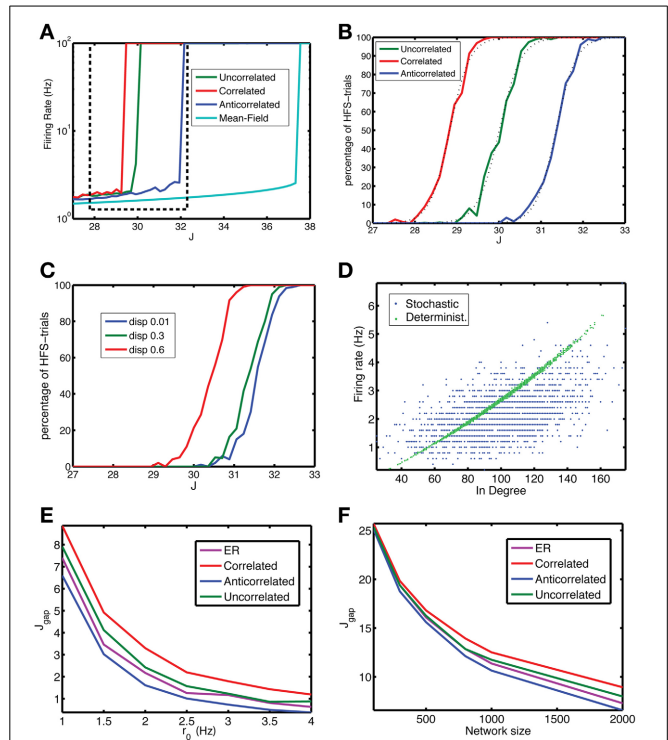 A
10²
10¹
10⁰
Fiiring Rate (Hz)
Uncorrelated
Correlated
Anticorrelated
Mean-Field
28 30 32 34 36 38
J
B
100
90
80
70
60
50
40
30
20
10
0
percentage of HFS-trials
Uncorrelated
Correlated
Anticorrelated
27 28 29 30 31 32 33
J
C
100
80
60
40
20
0
percentage of HFS-trials
disp 0.01
disp 0.3
disp 0.6
27 28 29 30 31 32 33
J
D
6
5
4
3
2
1
Firing rate (Hz)
Stochastic
Determinist.
40 60 80 100 120 140 160
In Degree
E
8
7
6
5
4
3
2
1
J_gap
ER
Correlated
Anticorrelated
Uncorrelated
1 1.5 2 2.5 3 3.5 4
r₀ (Hz)
F
25
20
15
10
J_gap
ER
Correlated
Anticorrelated
Uncorrelated
500 1000 1500 2000
Network size